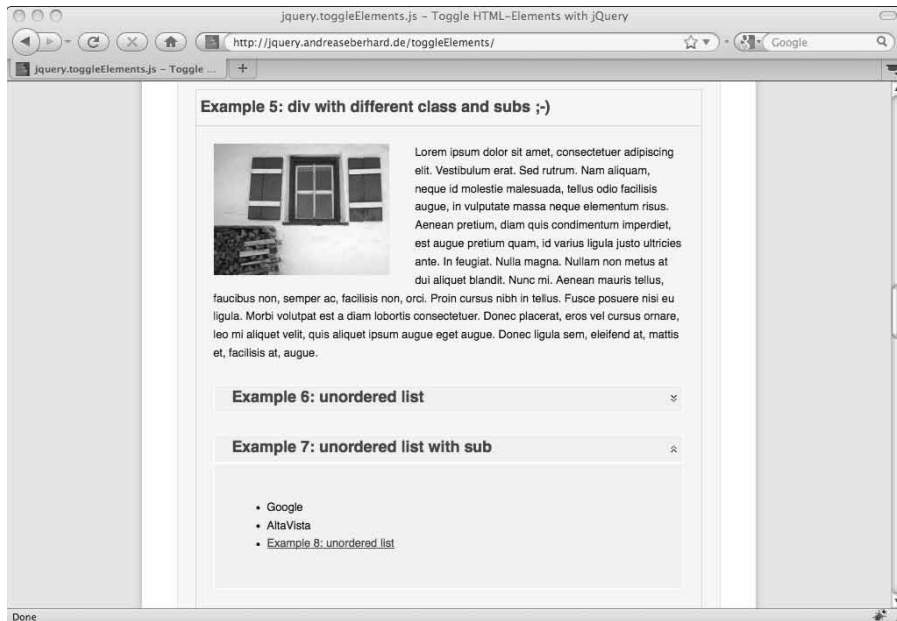 jquery.toggleElements.js – Toggle HTML-Elements with jQuery
http://jquery.andreaseberhard.de/toggleElements/
Google
jquery.toggleElements.js – Toggle ...
Example 5: div with different class and subs ;-)
Lorem ipsum dolor sit amet, consectetuer adipiscing
elit. Vestibulum erat. Sed rutrum. Nam aliquam,
neque id molestie malesuada, tellus odio facilisis
augue, in vulputate massa neque elementum risus.
Aenean pretium, diam quis condimentum imperdiet,
est augue pretium quam, id varius ligula justo ultricies
ante. In feugiat. Nulla magna. Nullam non metus at
dui aliquet blandit. Nunc mi. Aenean mauris tellus,
faucibus non, semper ac, facilisis non, orci. Proin cursus nibh in tellus. Fusce posuere nisi eu
ligula. Morbi volutpat est a diam lobortis consectetuer. Donec placerat, eros vel cursus ornare,
leo mi aliquet velit, quis aliquet ipsum augue eget augue. Donec ligula sem, eleifend at, mattis
et, facilisis at, augue.
Example 6: unordered list
Example 7: unordered list with sub
• Google
• AltaVista
• Example 8: unordered list
Done